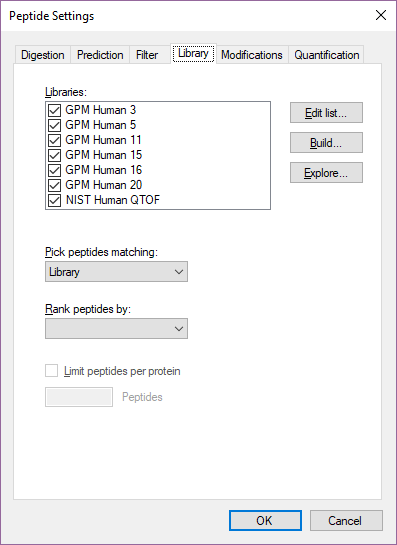 Peptide Settings
Digestion Prediction Filter Library Modifications Quantification
Libraries:
GPM Human 3
GPM Human 5
GPM Human 11
GPM Human 15
GPM Human 16
GPM Human 20
NIST Human QTOF
Edit list...
Build...
Explore...
Pick peptides matching:
Library
Rank peptides by:
Limit peptides per protein
Peptides
OK Cancel